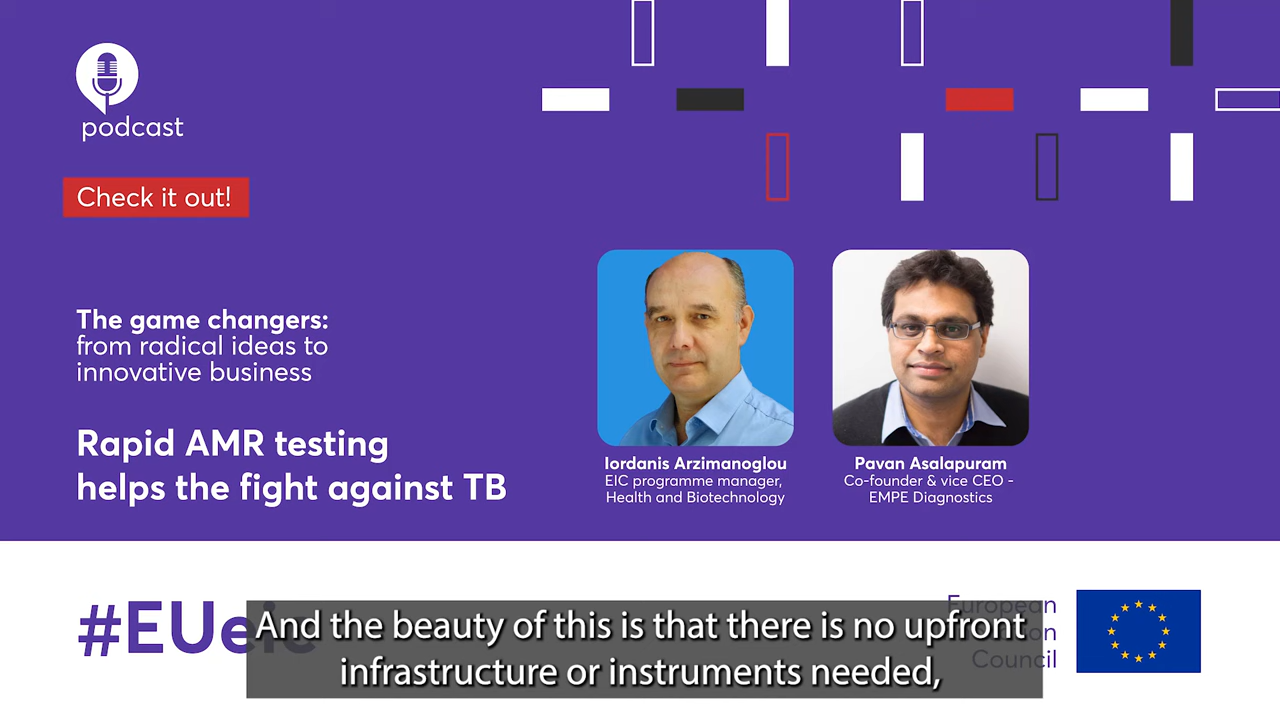 podcast
Check it out!
The game changers:
from radical ideas to
innovative business
Rapid AMR testing
helps the fight against TB
Iordanis Arzimanoglou
EIC programme manager,
Health and Biotechnology
Pavan Asalapuram
Co-founder & vice CEO -
EMPE Diagnostics
#EUeic
European
on
Council
And the beauty of this is that there is no upfront
infrastructure or instruments needed,